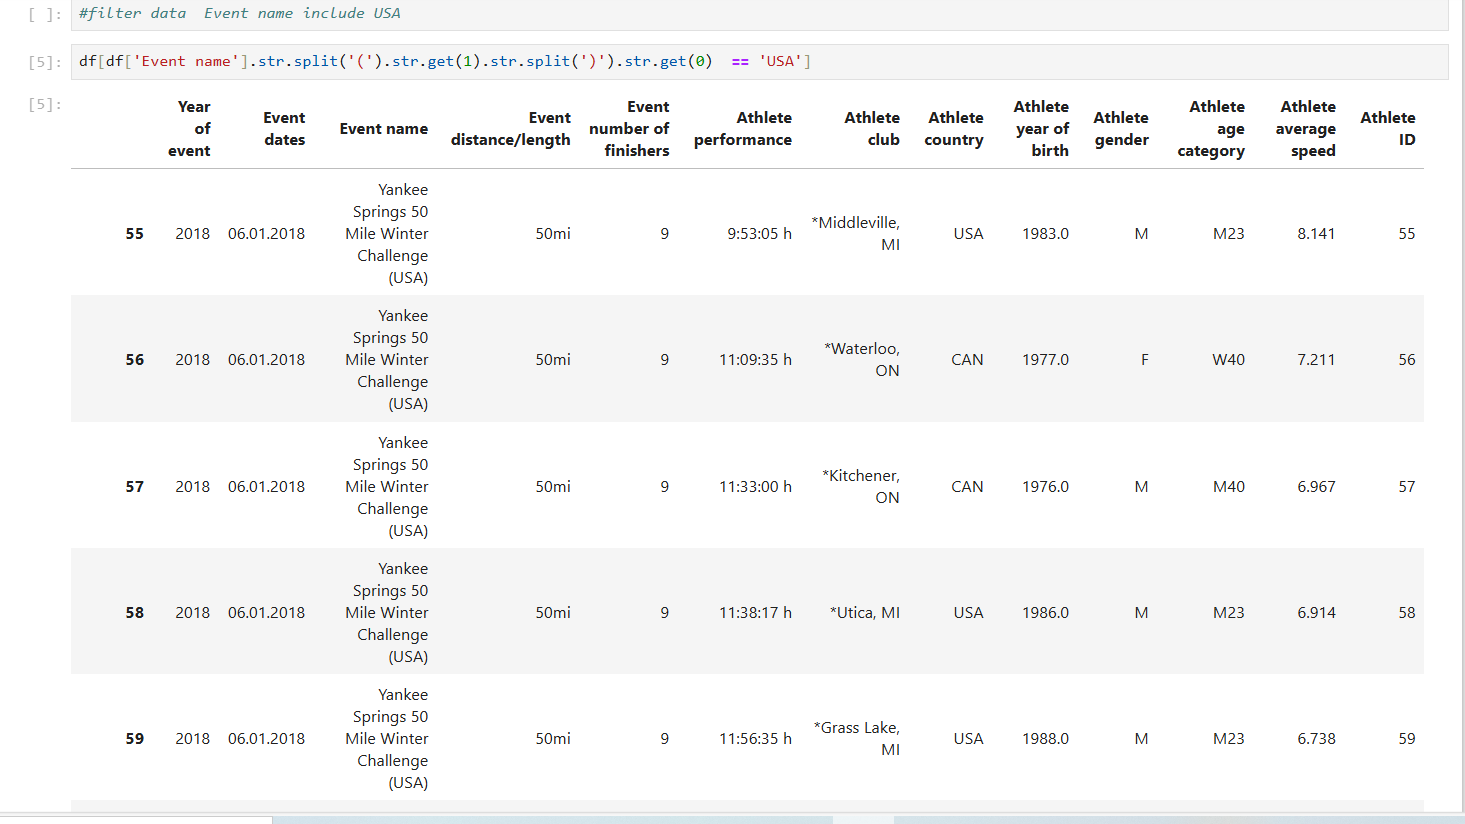 [ ]: #filter data  Event name include USA
[5]: df[df['Event name'].str.split('(').str.get(1).str.split(')').str.get(0)  == 'USA']
[5]:
Year of event Event dates Event name Event distance/length Event number of finishers Athlete performance Athlete club Athlete country Athlete year of birth Athlete gender Athlete age category Athlete average speed Athlete ID
55 2018 06.01.2018 Yankee Springs 50 Mile Winter Challenge (USA) 50mi 9 9:53:05 h *Middleville, MI USA 1983.0 M M23 8.141 55
56 2018 06.01.2018 Yankee Springs 50 Mile Winter Challenge (USA) 50mi 9 11:09:35 h *Waterloo, ON CAN 1977.0 F W40 7.211 56
57 2018 06.01.2018 Yankee Springs 50 Mile Winter Challenge (USA) 50mi 9 11:33:00 h *Kitchener, ON CAN 1976.0 M M40 6.967 57
58 2018 06.01.2018 Yankee Springs 50 Mile Winter Challenge (USA) 50mi 9 11:38:17 h *Utica, MI USA 1986.0 M M23 6.914 58
59 2018 06.01.2018 Yankee Springs 50 Mile Winter Challenge (USA) 50mi 9 11:56:35 h *Grass Lake, MI USA 1988.0 M M23 6.738 59